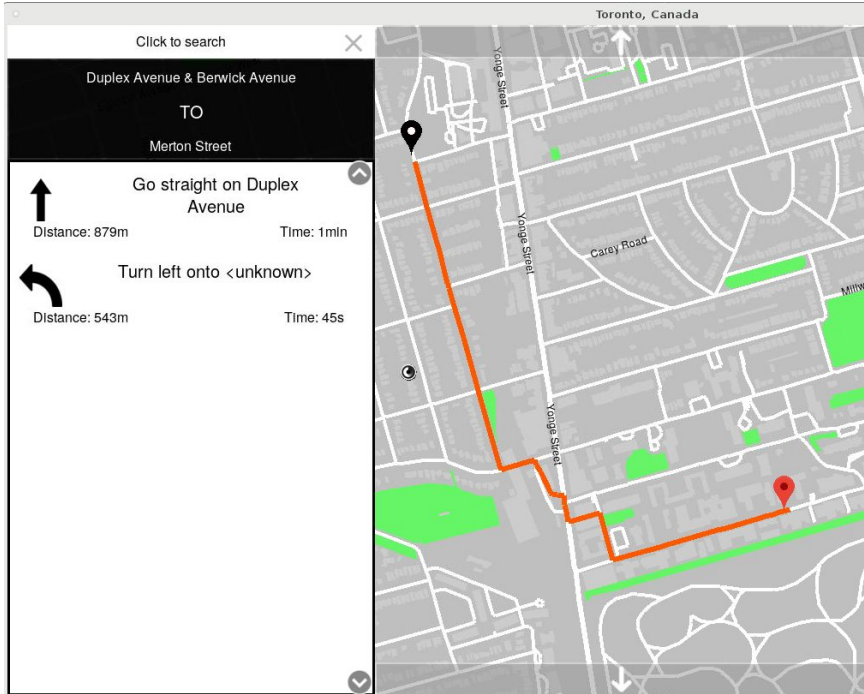 Toronto, Canada
Click to search
Duplex Avenue & Berwick Avenue
TO
Merton Street
Go straight on Duplex
Avenue
Distance: 879m Time: 1min
Turn left onto <unknown>
Distance: 543m Time: 45s
Yonge Street
Yonge Street
Carey Road
Yonge Street